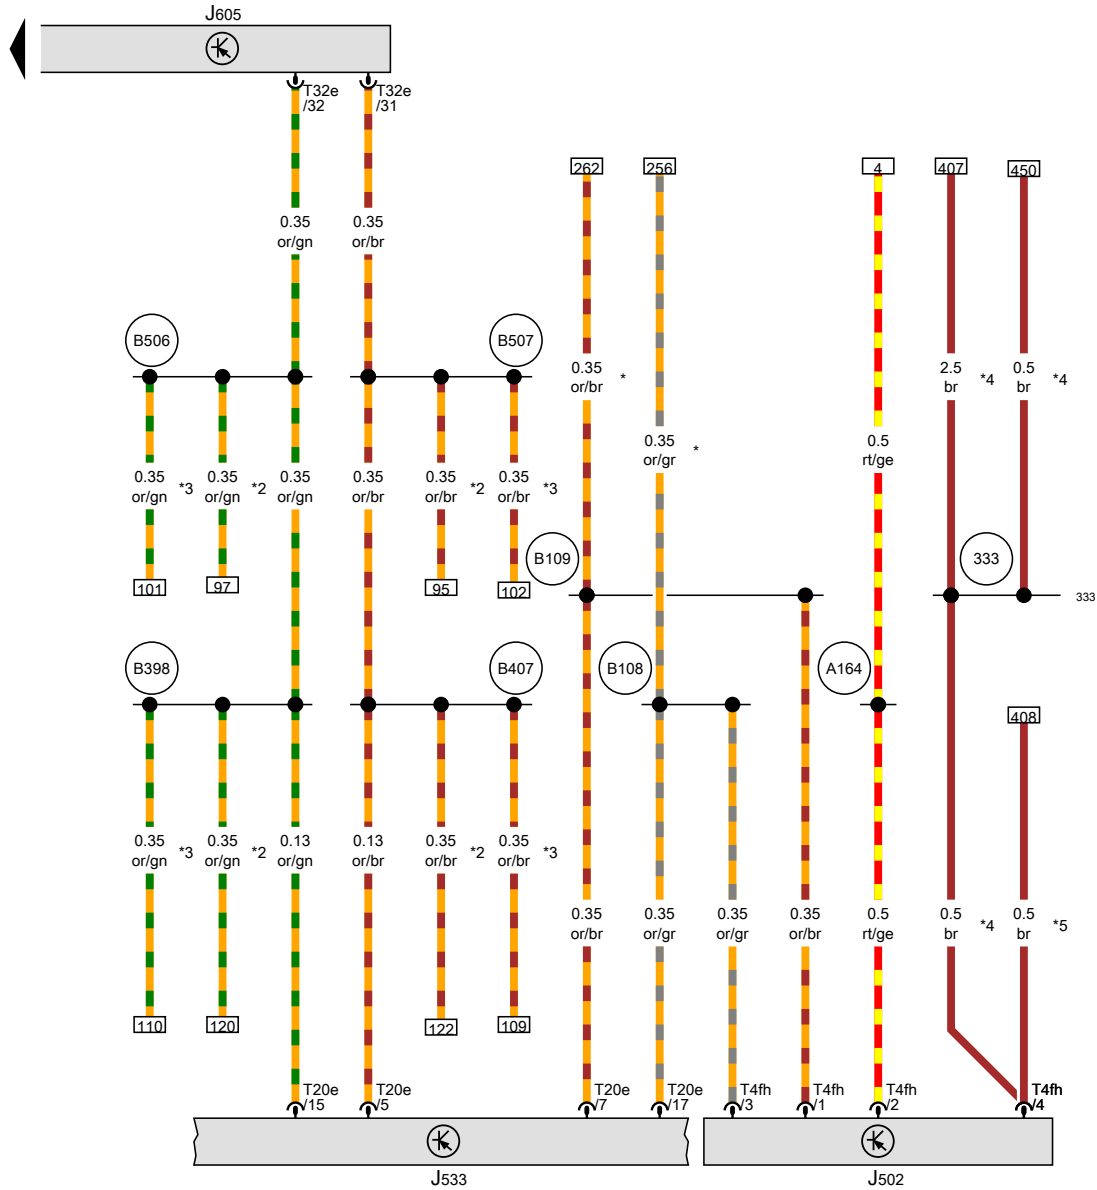 J605
T32e
/32
T32e
/31
262
256
4
407
450
0.35
or/gn
0.35
or/br
B506
B507
0.35
or/br
*
2.5
br
*4
0.5
br
*4
0.35
or/gr
*
0.5
rt/ge
0.35
or/gn
*3
0.35
or/gn
*2
0.35
or/gn
0.35
or/br
0.35
or/br
*2
0.35
or/br
*3
B109
333
101
97
95
102
333
B398
B407
B108
A164
408
0.35
or/gn
*3
0.35
or/gn
*2
0.13
or/gn
0.13
or/br
0.35
or/br
*2
0.35
or/br
*3
0.35
or/br
0.35
or/gr
0.35
or/gr
0.35
or/br
0.5
rt/ge
0.5
br
*4
0.5
br
*5
110
120
122
109
T20e
/15
T20e
/5
T20e
/7
T20e
/17
T4fh
/3
T4fh
/1
T4fh
/2
T4fh
/4
J533
J502